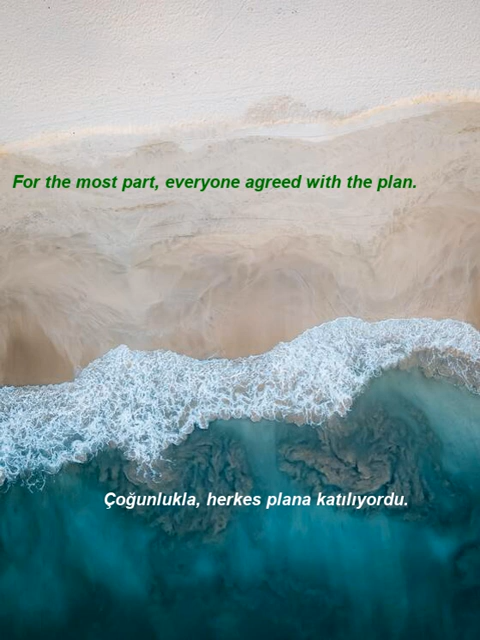 For the most part, everyone agreed with the plan.
Çoğunlukla, herkes plana katılıyordu.